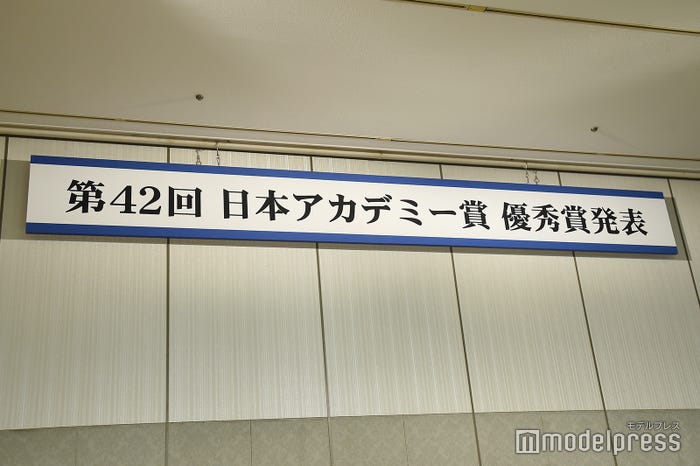 第42回 日本アカデミー賞 優秀賞発表
モデルプレス
modelpress